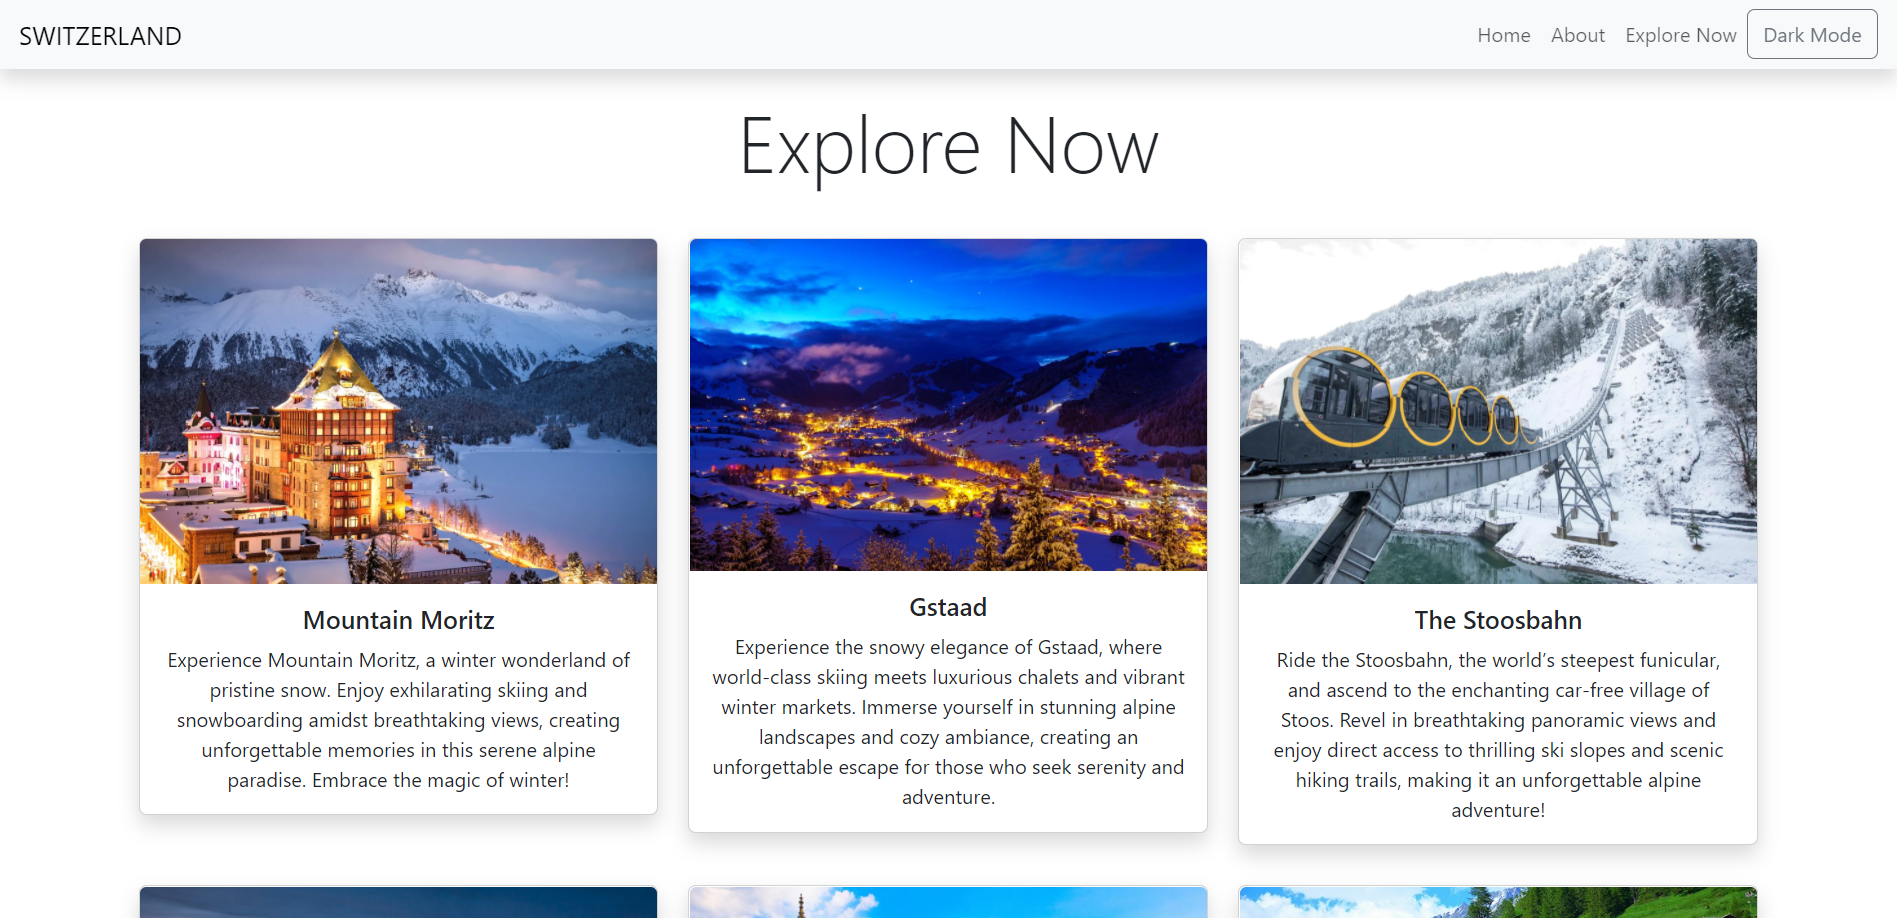 SWITZERLAND
Home About Explore Now Dark Mode
Explore Now
Mountain Moritz
Experience Mountain Moritz, a winter wonderland of
pristine snow. Enjoy exhilarating skiing and
snowboarding amidst breathtaking views, creating
unforgettable memories in this serene alpine
paradise. Embrace the magic of winter!
Gstaad
Experience the snowy elegance of Gstaad, where
world-class skiing meets luxurious chalets and vibrant
winter markets. Immerse yourself in stunning alpine
landscapes and cozy ambiance, creating an
unforgettable escape for those who seek serenity and
adventure.
The Stoosbahn
Ride the Stoosbahn, the world’s steepest funicular,
and ascend to the enchanting car-free village of
Stoos. Revel in breathtaking panoramic views and
enjoy direct access to thrilling ski slopes and scenic
hiking trails, making it an unforgettable alpine
adventure!